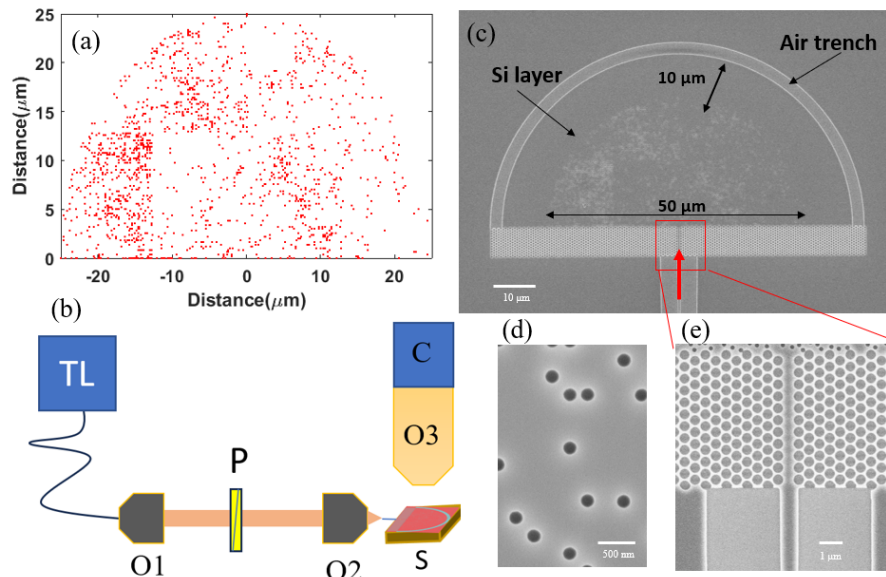 (a)
25
20
15
10
5
0
Distance(μm)
-20 -10 0 10 20
Distance(μm)
(b)
TL
O1
P
O2
C
O3
S
(c)
Si layer
10 μm
Air trench
50 μm
10 μm
(d)
500 nm
(e)
1 μm